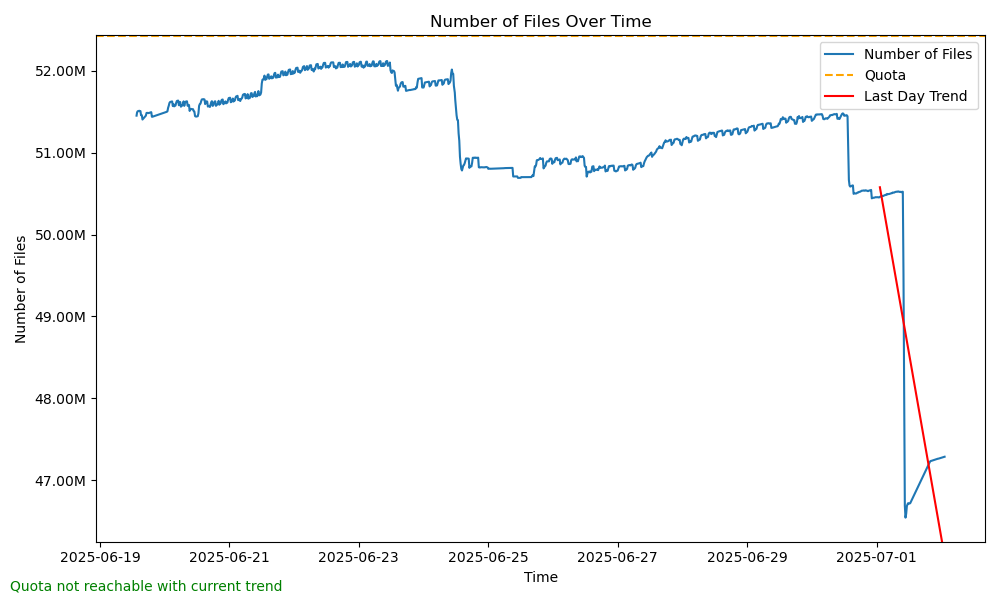 Number of Files Over Time
Number of Files
Quota
Last Day Trend
52.00M
51.00M
50.00M
49.00M
48.00M
47.00M
Number of Files
2025-06-19
2025-06-21
2025-06-23
2025-06-25
2025-06-27
2025-06-29
2025-07-01
Time
Quota not reachable with current trend